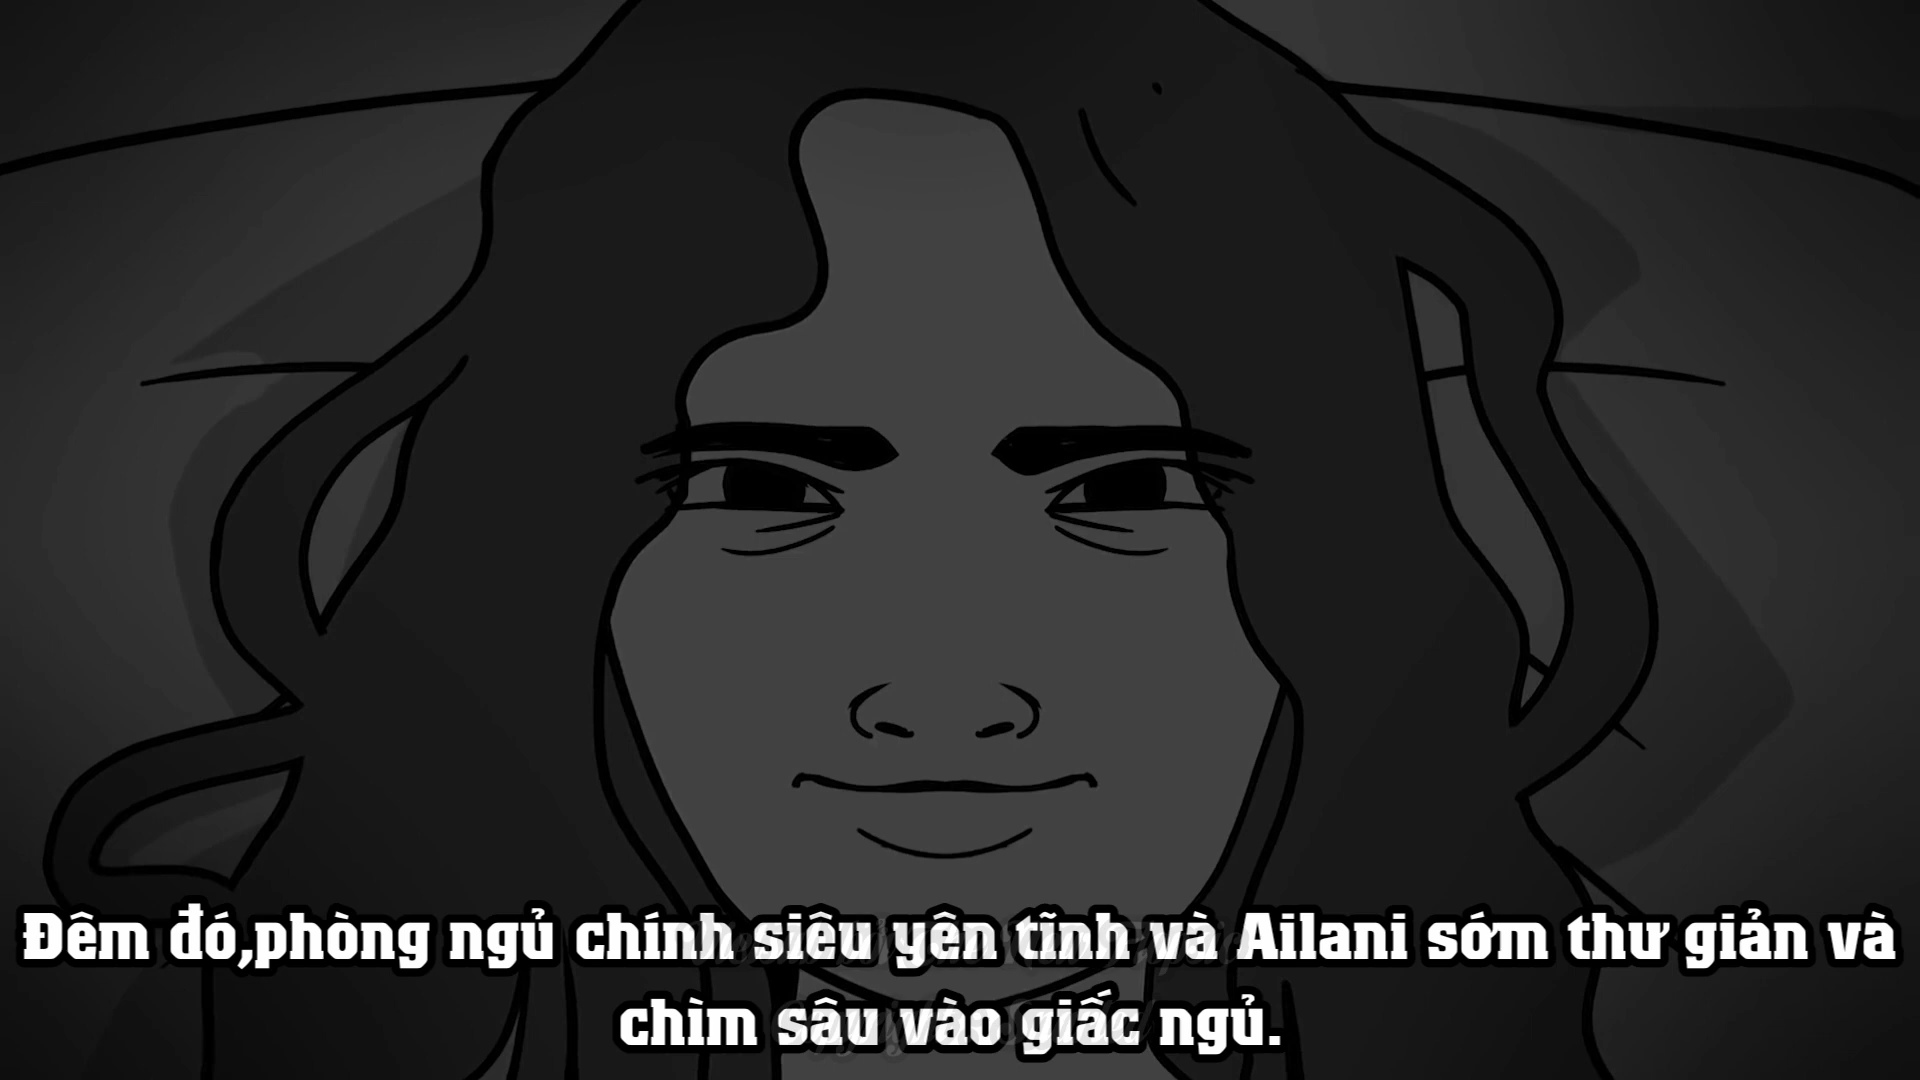 Đêm đó,phòng ngủ chính siêu yên tĩnh và Ailani sớm thư giản và
chìm sâu vào giấc ngủ.